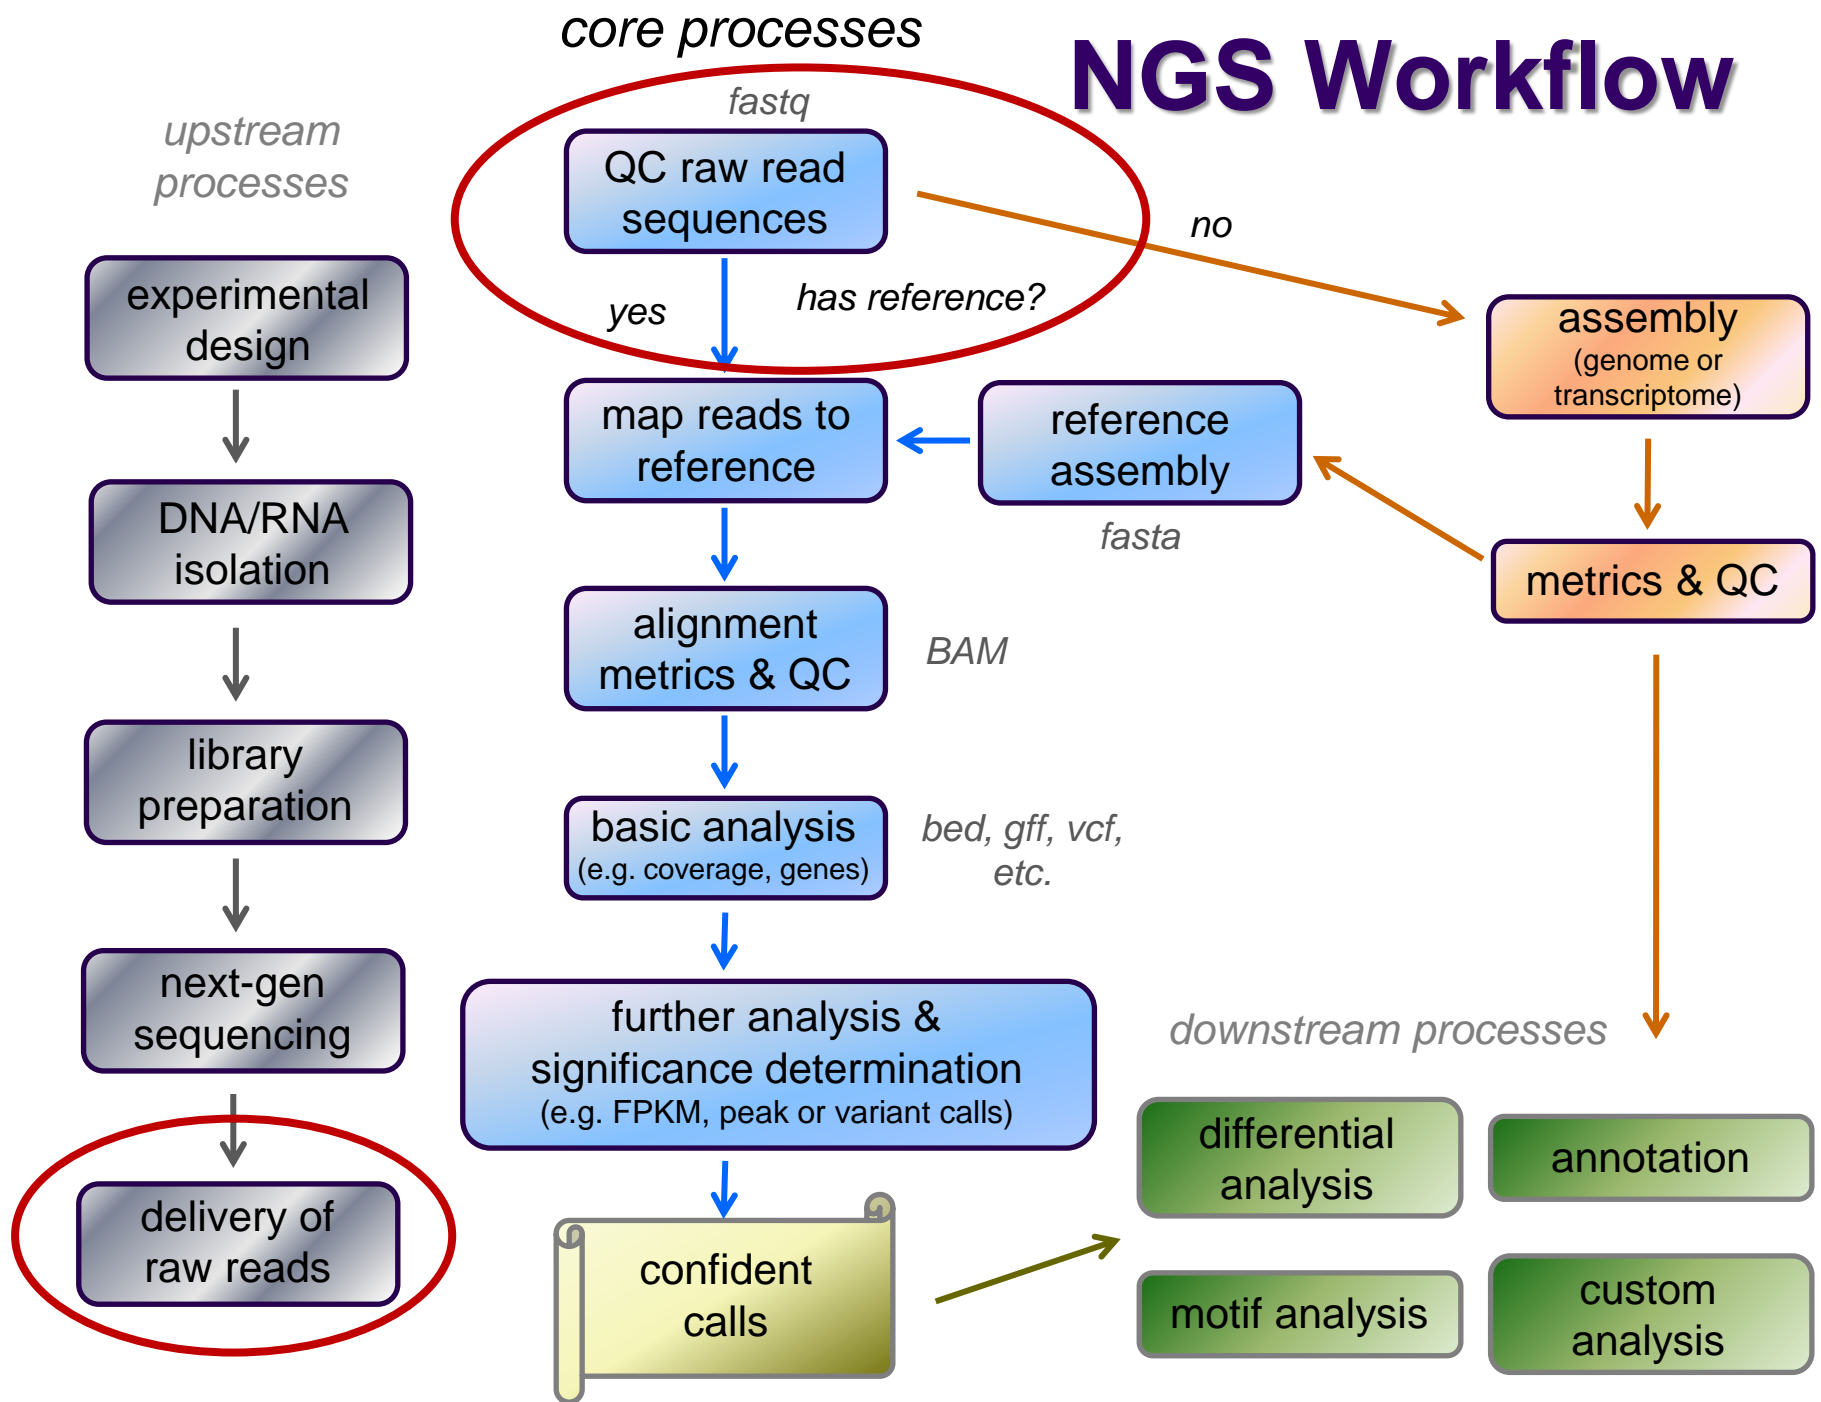 core processes
NGS Workflow
upstream
processes
experimental
design
DNA/RNA
isolation
library
preparation
next-gen
sequencing
delivery of
raw reads
fastq
QC raw read
sequences
yes
has reference?
no
map reads to
reference
reference
assembly
fasta
assembly
(genome or
transcriptome)
metrics & QC
alignment
metrics & QC
BAM
basic analysis
(e.g. coverage, genes)
bed, gff, vcf,
etc.
further analysis &
significance determination
(e.g. FPKM, peak or variant calls)
confident
calls
downstream processes
differential
analysis
annotation
motif analysis
custom
analysis